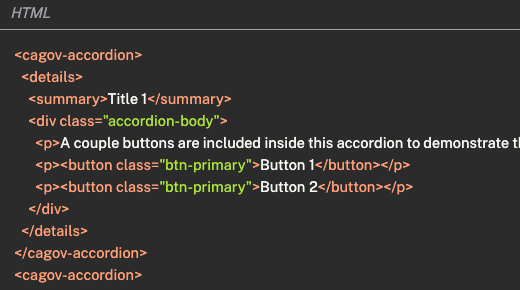 HTML
<cagov-accordion>
<details>
<summary>Title 1</summary>
<div class="accordion-body">
<p>A couple buttons are included inside this accordion to demonstrate
<p><button class="btn-primary">Button 1</button></p>
<p><button class="btn-primary">Button 2</button></p>
</div>
</details>
</cagov-accordion>
<cagov-accordion>